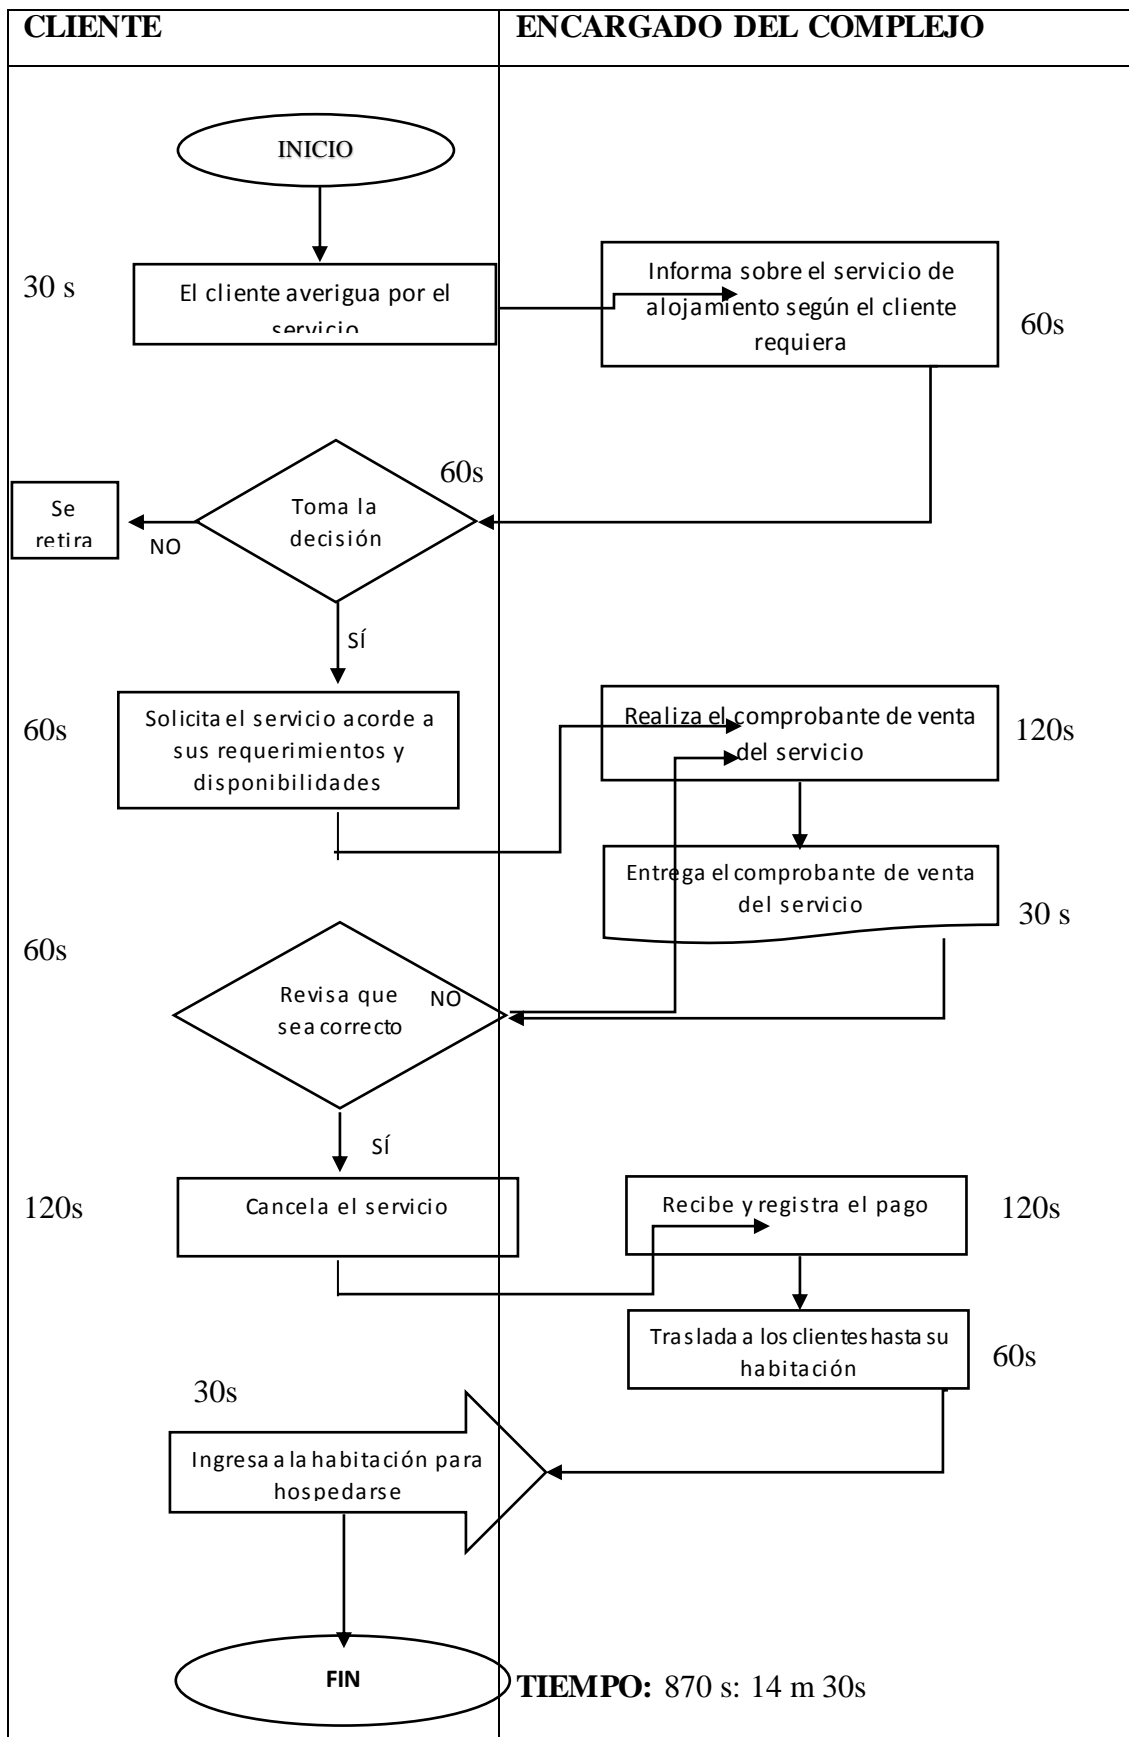 CLIENTE
ENCARGADO DEL COMPLEJO
INICIO
30 s
El cliente averigua por el
servicio
Informa sobre el servicio de
alojamiento según el cliente
requiera
60s
60s
Toma la
decisión
Se
retira
NO
SÍ
60s
Solicita el servicio acorde a
sus requerimientos y
disponibilidades
Realiza el comprobante de venta
del servicio
120s
Entrega el comprobante de venta
del servicio
30 s
60s
Revisa que
sea correcto
NO
SÍ
120s
Cancela el servicio
Recibe y registra el pago
120s
Traslada a los clientes hasta su
habitación
60s
30s
Ingresa a la habitación para
hospedarse
FIN
TIEMPO: 870 s: 14 m 30s